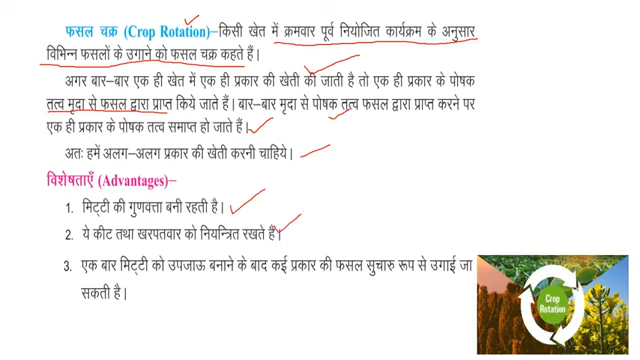 फसल चक्र (Crop Rotation)–किसी खेत में क्रमवार पूर्व नियोजित कार्यक्रम के अनुसार
विभिन्न फसलों के उगाने को फसल चक्र कहते हैं।
अगर बार–बार एक ही खेत में एक ही प्रकार की खेती की जाती है तो एक ही प्रकार के पोषक
तत्व मृदा से फसल द्वारा प्राप्त किये जाते हैं। बार–बार मृदा से पोषक तत्व फसल द्वारा प्राप्त करने पर
एक ही प्रकार के पोषक तत्व समाप्त हो जाते हैं।
अतः हमें अलग–अलग प्रकार की खेती करनी चाहिये।
विशेषताएँ (Advantages)–
1. मिट्टी की गुणवत्ता बनी रहती है।
2. ये कीट तथा खरपतवार को नियन्त्रित रखते हैं।
3. एक बार मिट्टी को उपजाऊ बनाने के बाद कई प्रकार की फसल सुचारु रूप से उगाई जा
सकती है।
Crop
Rotation